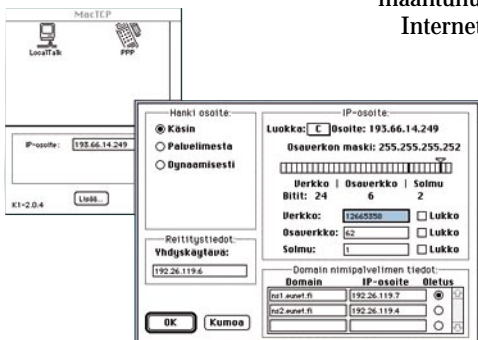 maantunu
Internet
MacTCP
LocalTalk PPP
IP-osoite: 193.66.14.249
K1-2.0.4 Lisää...
Hanki osoite:
Käsin
Palvelimesta
Dynaamisesti
Reititystiedot:
Yhdyskäytävä:
192.26.119.6
OK Kumoa
IP-osoite:
Luokka: C Osoite: 193.66.14.249
Osaverkon maski: 255.255.255.252
Verkko | Osaverkko | Solmu
Bitit: 24 6 2
Verkko: 12665358 Lukko
Osaverkko: 62 Lukko
Solmu: 1 Lukko
Domain nimipalvelimen tiedot:
Domain IP-osoite Oletus
ns1.eunet.fi 192.26.119.7
ns2.eunet.fi 192.26.119.4